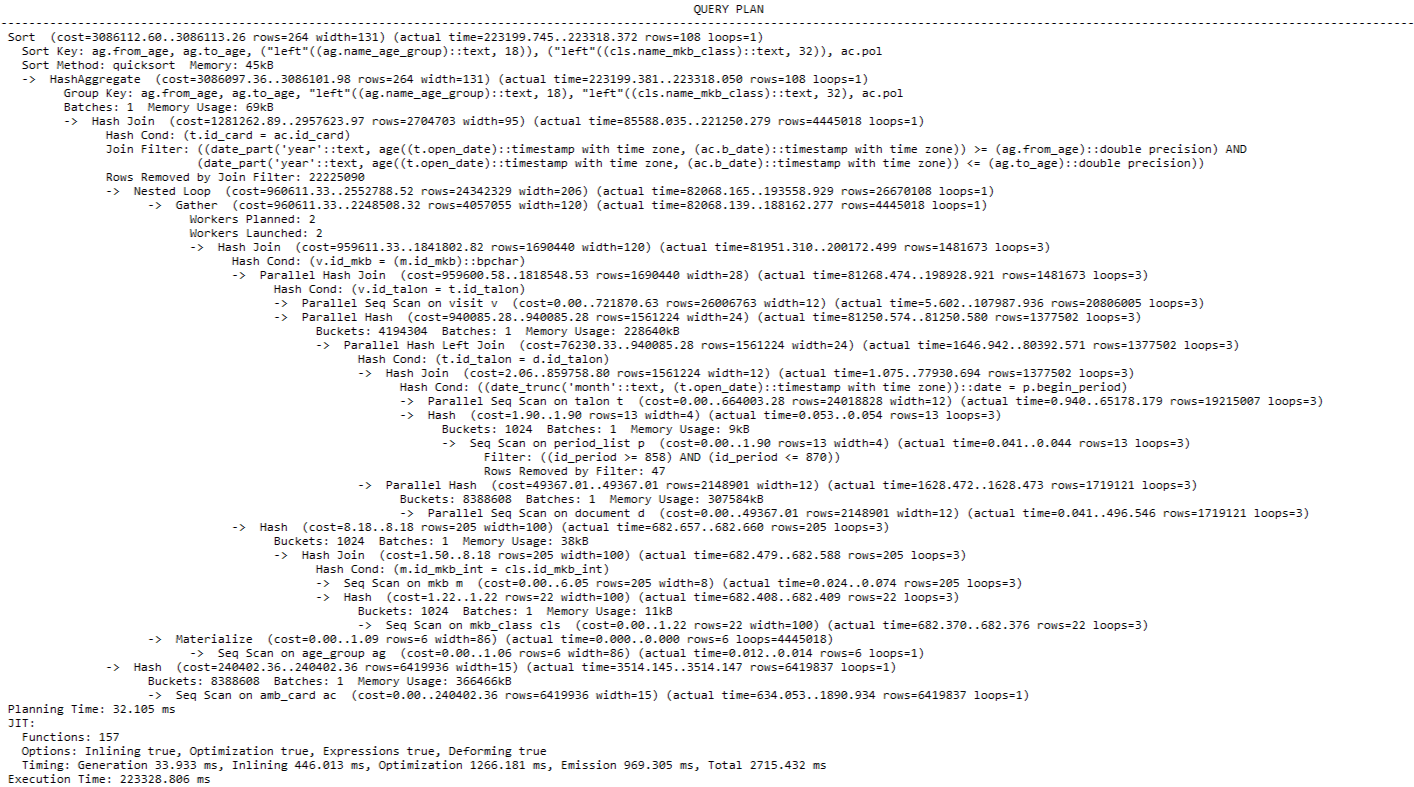 QUERY PLAN
Sort  (cost=3086112.60..3086113.26 rows=264 width=131) (actual time=223199.745..223318.372 rows=108 loops=1)
  Sort Key: ag.from_age, ag.to_age, ("left"((ag.name_age_group)::text, 18)), ("left"((cls.name_mkb_class)::text, 32)), ac.pol
  Sort Method: quicksort  Memory: 45kB
  ->  HashAggregate  (cost=3086097.36..3086101.98 rows=264 width=131) (actual time=223199.381..223318.050 rows=108 loops=1)
        Group Key: ag.from_age, ag.to_age, "left"((ag.name_age_group)::text, 18), "left"((cls.name_mkb_class)::text, 32), ac.pol
        Batches: 1  Memory Usage: 69kB
        ->  Hash Join  (cost=1281262.89..2957623.97 rows=2704703 width=95) (actual time=85588.035..221250.279 rows=4445018 loops=1)
              Hash Cond: (t.id_card = ac.id_card)
              Join Filter: ((date_part('year'::text, age((t.open_date)::timestamp with time zone, (ac.b_date)::timestamp with time zone)) >= (ag.from_age)::double precision) AND
                           (date_part('year'::text, age((t.open_date)::timestamp with time zone, (ac.b_date)::timestamp with time zone)) <= (ag.to_age)::double precision))
              Rows Removed by Join Filter: 22225090
              ->  Nested Loop  (cost=960611.33..2552788.52 rows=24342329 width=206) (actual time=82068.165..193558.929 rows=26670108 loops=1)
                    ->  Gather  (cost=960611.33..2248508.32 rows=4057055 width=120) (actual time=82068.139..188162.277 rows=4445018 loops=1)
                          Workers Planned: 2
                          Workers Launched: 2
                          ->  Hash Join  (cost=959611.33..1841802.82 rows=1690440 width=120) (actual time=81951.310..200172.499 rows=1481673 loops=3)
                                Hash Cond: (v.id_mkb = (m.id_mkb)::bpchar)
                                ->  Parallel Hash Join  (cost=959600.58..1818548.53 rows=1690440 width=28) (actual time=81268.474..198928.921 rows=1481673 loops=3)
                                      Hash Cond: (v.id_talon = t.id_talon)
                                      ->  Parallel Seq Scan on visit v  (cost=0.00..721870.63 rows=26006763 width=12) (actual time=5.602..107987.936 rows=20806005 loops=3)
                                      ->  Parallel Hash  (cost=940085.28..940085.28 rows=1561224 width=24) (actual time=81250.574..81250.580 rows=1377502 loops=3)
                                            Buckets: 4194304  Batches: 1  Memory Usage: 228640kB
                                            ->  Parallel Hash Left Join  (cost=76230.33..940085.28 rows=1561224 width=24) (actual time=1646.942..80392.571 rows=1377502 loops=3)
                                                  Hash Cond: (t.id_talon = d.id_talon)
                                                  ->  Hash Join  (cost=2.06..859758.80 rows=1561224 width=12) (actual time=1.075..77930.694 rows=1377502 loops=3)
                                                        Hash Cond: ((date_trunc('month'::text, (t.open_date)::timestamp with time zone))::date = p.begin_period)
                                                        ->  Parallel Seq Scan on talon t  (cost=0.00..664003.28 rows=24018828 width=12) (actual time=0.940..65178.179 rows=19215007 loops=3)
                                                        ->  Hash  (cost=1.90..1.90 rows=13 width=4) (actual time=0.053..0.054 rows=13 loops=3)
                                                              Buckets: 1024  Batches: 1  Memory Usage: 9kB
                                                              ->  Seq Scan on period_list p  (cost=0.00..1.90 rows=13 width=4) (actual time=0.041..0.044 rows=13 loops=3)
                                                                    Filter: ((id_period >= 858) AND (id_period <= 870))
                                                                    Rows Removed by Filter: 47
                                                  ->  Parallel Hash  (cost=49367.01..49367.01 rows=2148901 width=12) (actual time=1628.472..1628.473 rows=1719121 loops=3)
                                                        Buckets: 8388608  Batches: 1  Memory Usage: 307584kB
                                                        ->  Parallel Seq Scan on document d  (cost=0.00..49367.01 rows=2148901 width=12) (actual time=0.041..496.546 rows=1719121 loops=3)
                                ->  Hash  (cost=8.18..8.18 rows=205 width=100) (actual time=682.657..682.660 rows=205 loops=3)
                                      Buckets: 1024  Batches: 1  Memory Usage: 38kB
                                      ->  Hash Join  (cost=1.50..8.18 rows=205 width=100) (actual time=682.479..682.588 rows=205 loops=3)
                                            Hash Cond: (m.id_mkb_int = cls.id_mkb_int)
                                            ->  Seq Scan on mkb m  (cost=0.00..6.05 rows=205 width=8) (actual time=0.024..0.074 rows=205 loops=3)
                                            ->  Hash  (cost=1.22..1.22 rows=22 width=100) (actual time=682.408..682.409 rows=22 loops=3)
                                                  Buckets: 1024  Batches: 1  Memory Usage: 11kB
                                                  ->  Seq Scan on mkb_class cls  (cost=0.00..1.22 rows=22 width=100) (actual time=682.370..682.376 rows=22 loops=3)
                    ->  Materialize  (cost=0.00..1.09 rows=6 width=86) (actual time=0.000..0.000 rows=6 loops=4445018)
                          ->  Seq Scan on age_group ag  (cost=0.00..1.06 rows=6 width=86) (actual time=0.012..0.014 rows=6 loops=1)
              ->  Hash  (cost=240402.36..240402.36 rows=6419936 width=15) (actual time=3514.145..3514.147 rows=6419837 loops=1)
                    Buckets: 8388608  Batches: 1  Memory Usage: 366466kB
                    ->  Seq Scan on amb_card ac  (cost=0.00..240402.36 rows=6419936 width=15) (actual time=634.053..1890.934 rows=6419837 loops=1)
Planning Time: 32.105 ms
JIT:
  Functions: 157
  Options: Inlining true, Optimization true, Expressions true, Deforming true
  Timing: Generation 33.933 ms, Inlining 446.013 ms, Optimization 1266.181 ms, Emission 969.305 ms, Total 2715.432 ms
Execution Time: 223328.806 ms